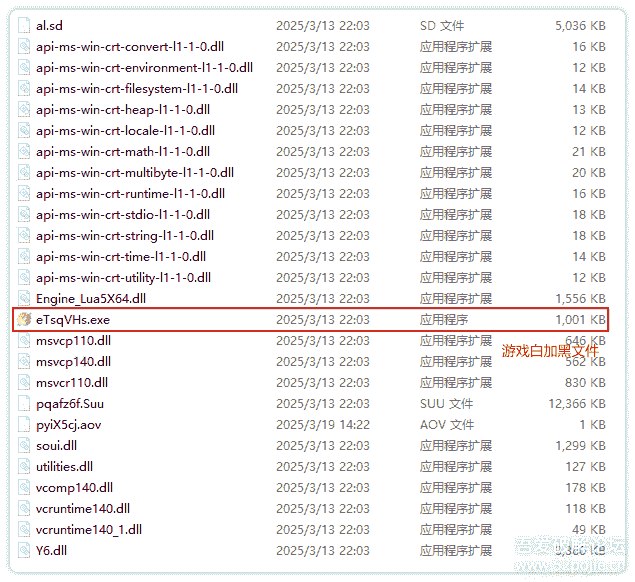 al.sd 2025/3/13 22:03 SD 文件 5,036 KB
api-ms-win-crt-convert-l1-1-0.dll 2025/3/13 22:03 应用程序扩展 16 KB
api-ms-win-crt-environment-l1-1-0.dll 2025/3/13 22:03 应用程序扩展 12 KB
api-ms-win-crt-filesystem-l1-1-0.dll 2025/3/13 22:03 应用程序扩展 14 KB
api-ms-win-crt-heap-l1-1-0.dll 2025/3/13 22:03 应用程序扩展 13 KB
api-ms-win-crt-locale-l1-1-0.dll 2025/3/13 22:03 应用程序扩展 12 KB
api-ms-win-crt-math-l1-1-0.dll 2025/3/13 22:03 应用程序扩展 21 KB
api-ms-win-crt-multibyte-l1-1-0.dll 2025/3/13 22:03 应用程序扩展 20 KB
api-ms-win-crt-runtime-l1-1-0.dll 2025/3/13 22:03 应用程序扩展 16 KB
api-ms-win-crt-stdio-l1-1-0.dll 2025/3/13 22:03 应用程序扩展 18 KB
api-ms-win-crt-string-l1-1-0.dll 2025/3/13 22:03 应用程序扩展 18 KB
api-ms-win-crt-time-l1-1-0.dll 2025/3/13 22:03 应用程序扩展 14 KB
api-ms-win-crt-utility-l1-1-0.dll 2025/3/13 22:03 应用程序扩展 12 KB
Engine_Lua5X64.dll 2025/3/13 22:03 应用程序扩展 1,556 KB
eTsqVHs.exe 2025/3/13 22:03 应用程序 1,001 KB
msvcp110.dll 2025/3/13 22:03 应用程序扩展 646 KB
游戏白加黑文件
msvcp140.dll 2025/3/13 22:03 应用程序扩展 562 KB
msvcr110.dll 2025/3/13 22:03 应用程序扩展 830 KB
pqafz6f.Suu 2025/3/13 22:03 SUU 文件 12,366 KB
pyiX5cj.aov 2025/3/19 14:22 AOV 文件 1 KB
soui.dll 2025/3/13 22:03 应用程序扩展 1,299 KB
utilities.dll 2025/3/13 22:03 应用程序扩展 127 KB
vcomp140.dll 2025/3/13 22:03 应用程序扩展 178 KB
vcruntime140.dll 2025/3/13 22:03 应用程序扩展 118 KB
vcruntime140_1.dll 2025/3/13 22:03 应用程序扩展 49 KB
Y6.dll 2025/3/13 22:03 应用程序扩展 KB
吾爱破解论坛
www.52pojie.cn